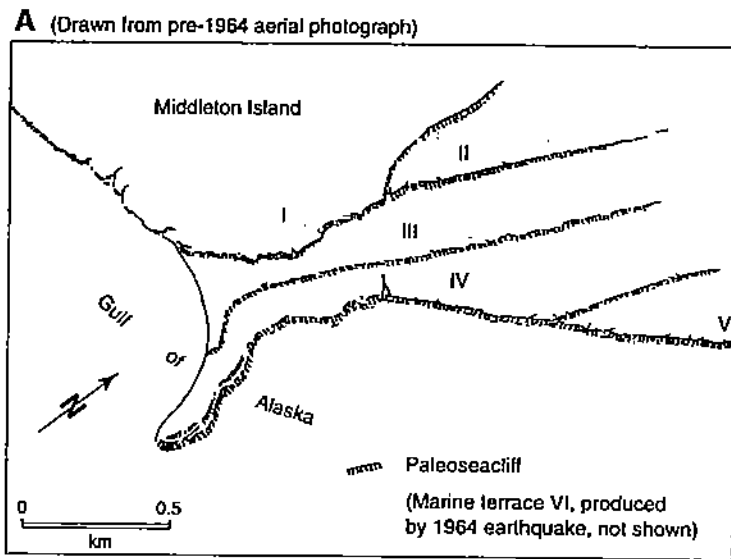 A (Drawn from pre-1964 aerial photograph)
Middleton Island
II
I
III
IV
Gulf
V
of
N
Alaska
Paleoseacliff
(Marine terrace VI, produced
by 1964 earthquake, not shown)
0 0.5
km